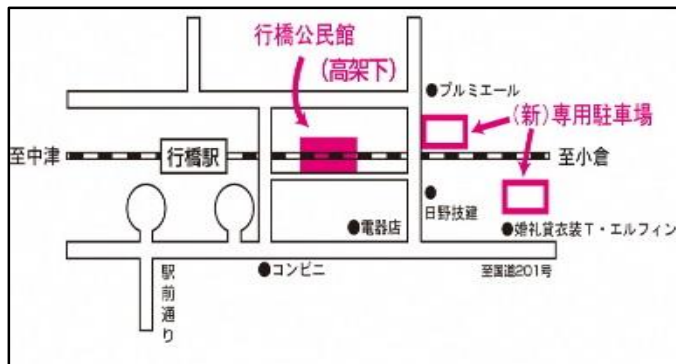 行橋公民館
(高架下)
●プルミエール
(新)専用駐車場
至中津
行橋駅
至小倉
●日野技建
●電器店
●婚礼貸衣装T・エルフィン
駅前通り
●コンビニ
至国道201号